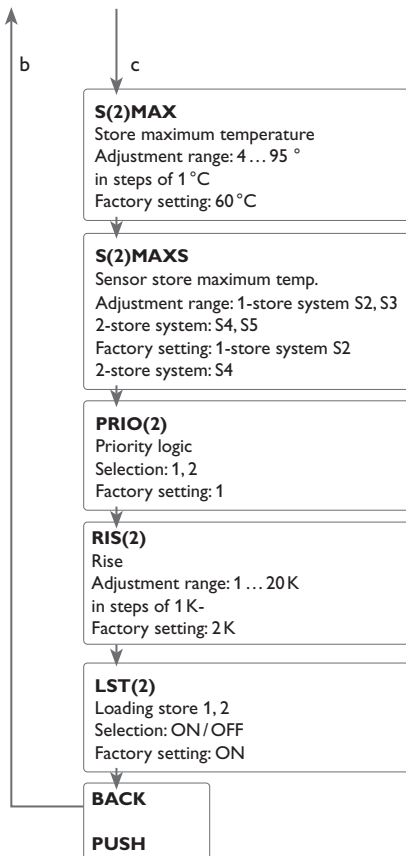 b
c
S(2)MAX
Store maximum temperature
Adjustment range: 4 … 95 °
in steps of 1 °C
Factory setting: 60 °C
S(2)MAXS
Sensor store maximum temp.
Adjustment range: 1-store system S2, S3
2-store system: S4, S5
Factory setting: 1-store system S2
2-store system: S4
PRIO(2)
Priority logic
Selection: 1, 2
Factory setting: 1
RIS(2)
Rise
Adjustment range: 1 … 20 K
in steps of 1 K-
Factory setting: 2 K
LST(2)
Loading store 1, 2
Selection: ON / OFF
Factory setting: ON
BACK
PUSH